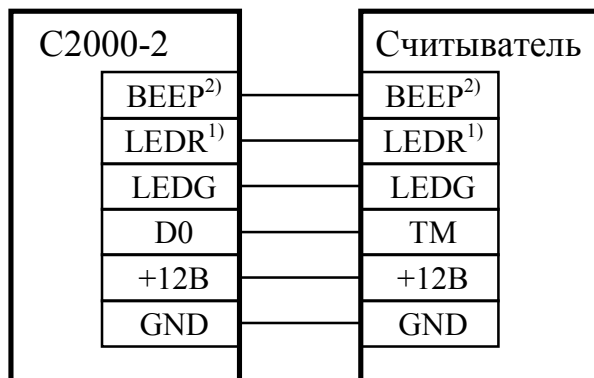 С2000-2 Считыватель
BEEP2) BEEP2)
LEDR1) LEDR1)
LEDG LEDG
D0 TM
+12В +12В
GND GND